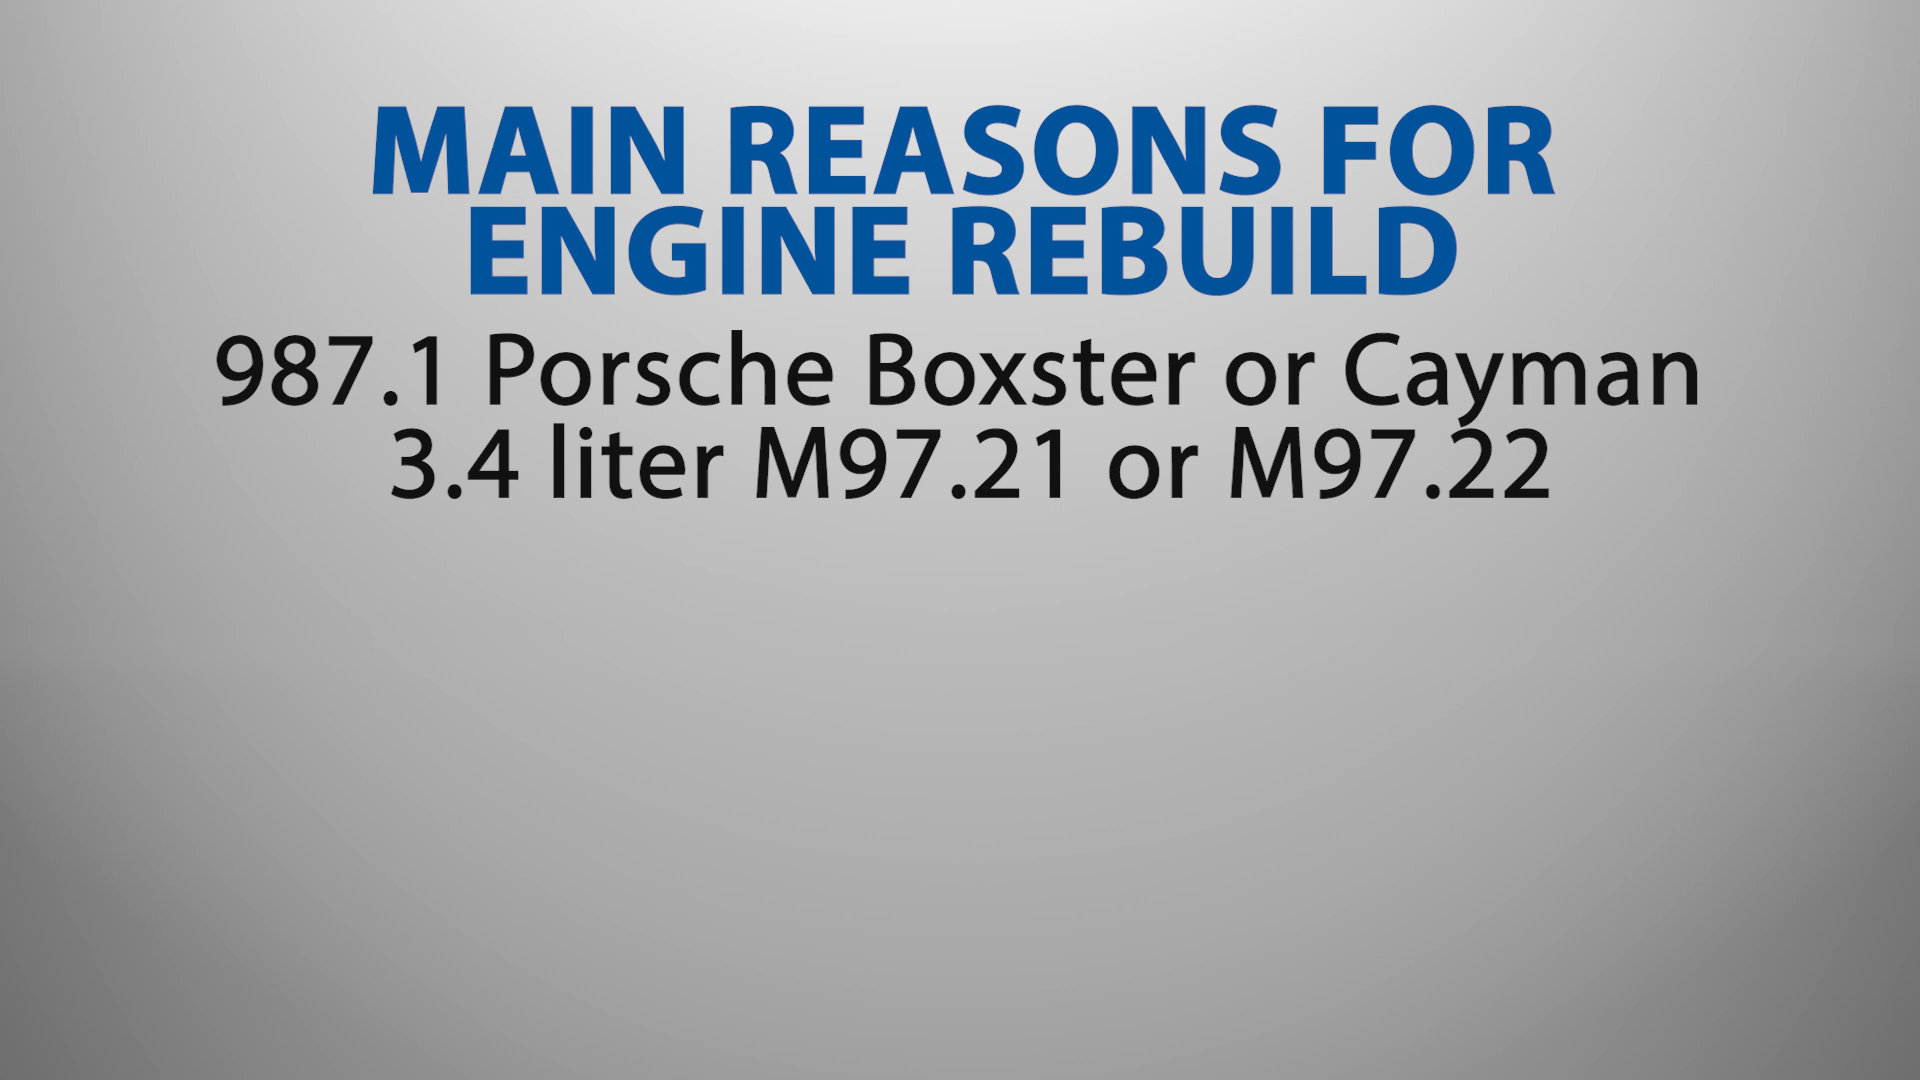 MAIN REASONS FOR
ENGINE REBUILD
987.1 Porsche Boxster or Cayman
3.4 liter M97.21 or M97.22